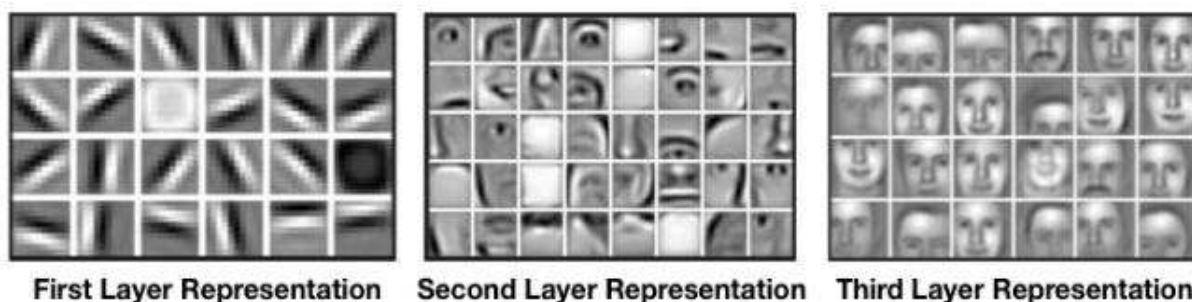 First Layer Representation
Second Layer Representation
Third Layer Representation